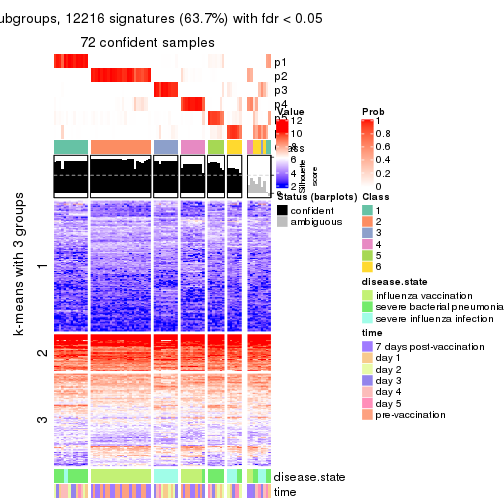 ubgroups, 12216 signatures (63.7%) with fdr < 0.05
72 confident samples
p1
p2
p3
p4
p5
Value
12
10
8
6
4
2
0
Silhouette
score
Status (barplots)
confident
ambiguous
Prob
1
0.8
0.6
0.4
0.2
0
Class
1
2
3
4
5
6
disease.state
influenza vaccination
severe bacterial pneumonia
severe influenza infection
time
7 days post-vaccination
day 1
day 2
day 3
day 4
day 5
pre-vaccination
k-means with 3 groups
1
2
3
disease.state
time